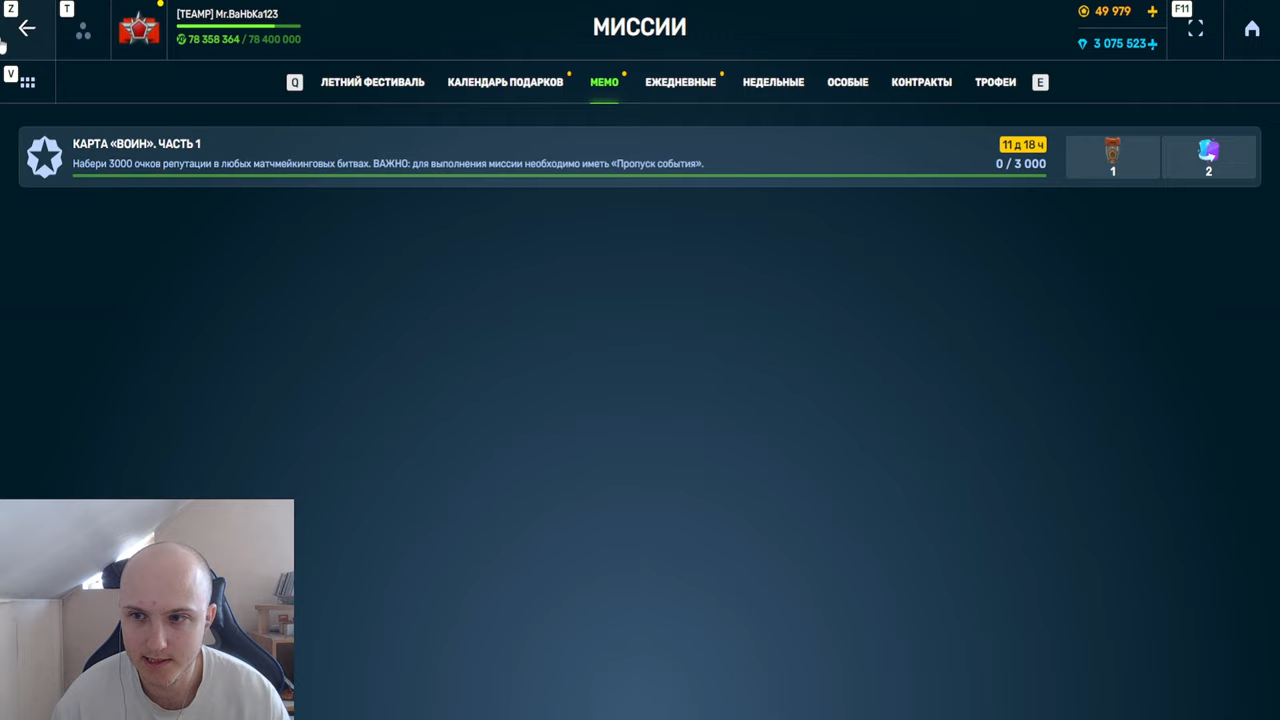 Z
T
[TEAMP] Mr.BaHbKa123
78 358 364 / 78 400 000
МИССИИ
49 979
3 075 523
F11
V
Q
ЛЕТНИЙ ФЕСТИВАЛЬ
КАЛЕНДАРЬ ПОДАРКОВ
МЕМО
ЕЖЕДНЕВНЫЕ
НЕДЕЛЬНЫЕ
ОСОБЫЕ
КОНТРАКТЫ
ТРОФЕИ
E
КАРТА «ВОИН». ЧАСТЬ 1
11 д 18 ч
Набери 3000 очков репутации в любых матчмейкинговых битвах. ВАЖНО: для выполнения миссии необходимо иметь «Пропуск события».
0 / 3 000
1
2